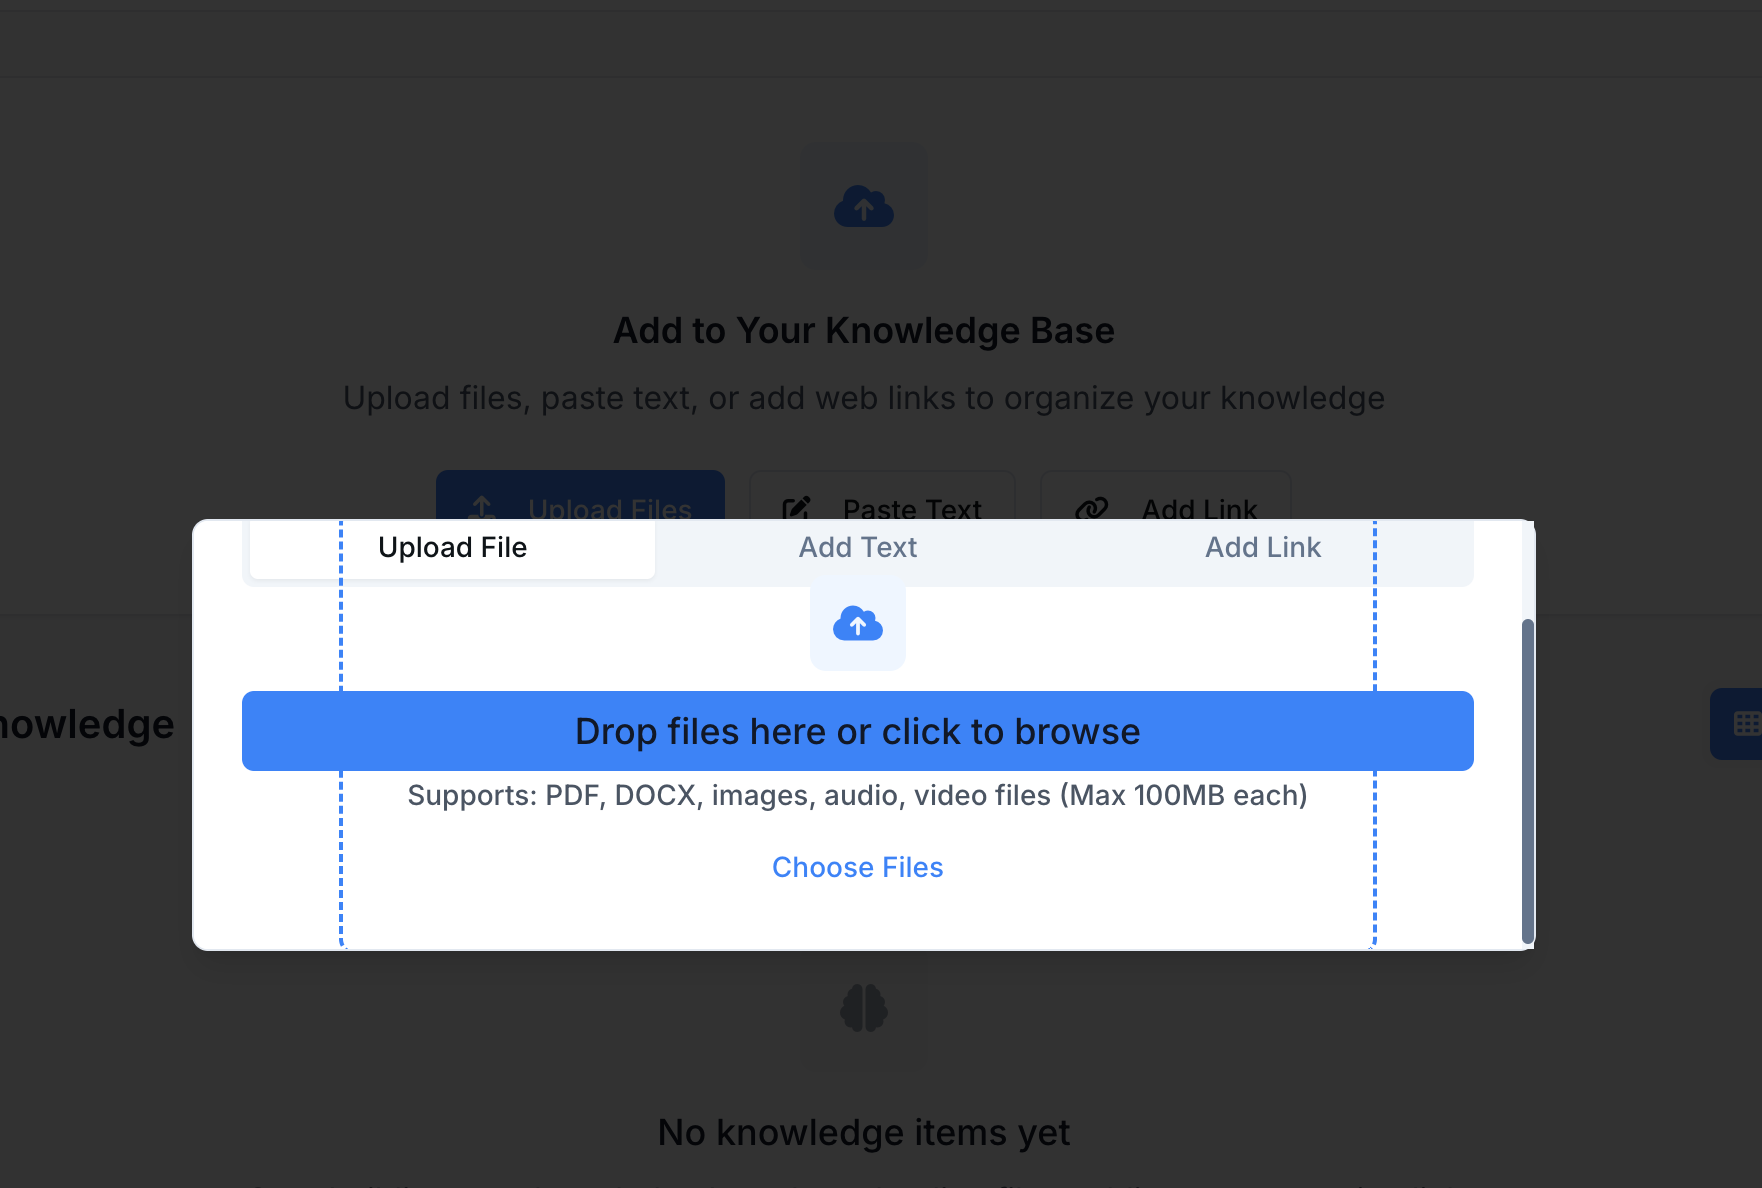 Add to Your Knowledge Base
Upload files, paste text, or add web links to organize your knowledge
Upload Files
Paste Text
Add Link
Upload File
Add Text
Add Link
Drop files here or click to browse
Supports: PDF, DOCX, images, audio, video files (Max 100MB each)
Choose Files
No knowledge items yet